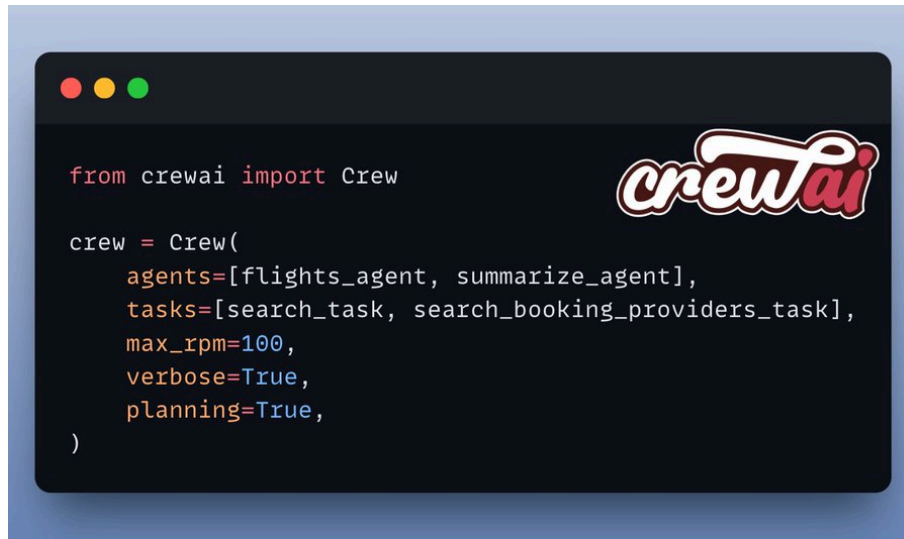 from crewai import Crew
crewai
crew = Crew(
    agents=[flights_agent, summarize_agent],
    tasks=[search_task, search_booking_providers_task],
    max_rpm=100,
    verbose=True,
    planning=True,
)